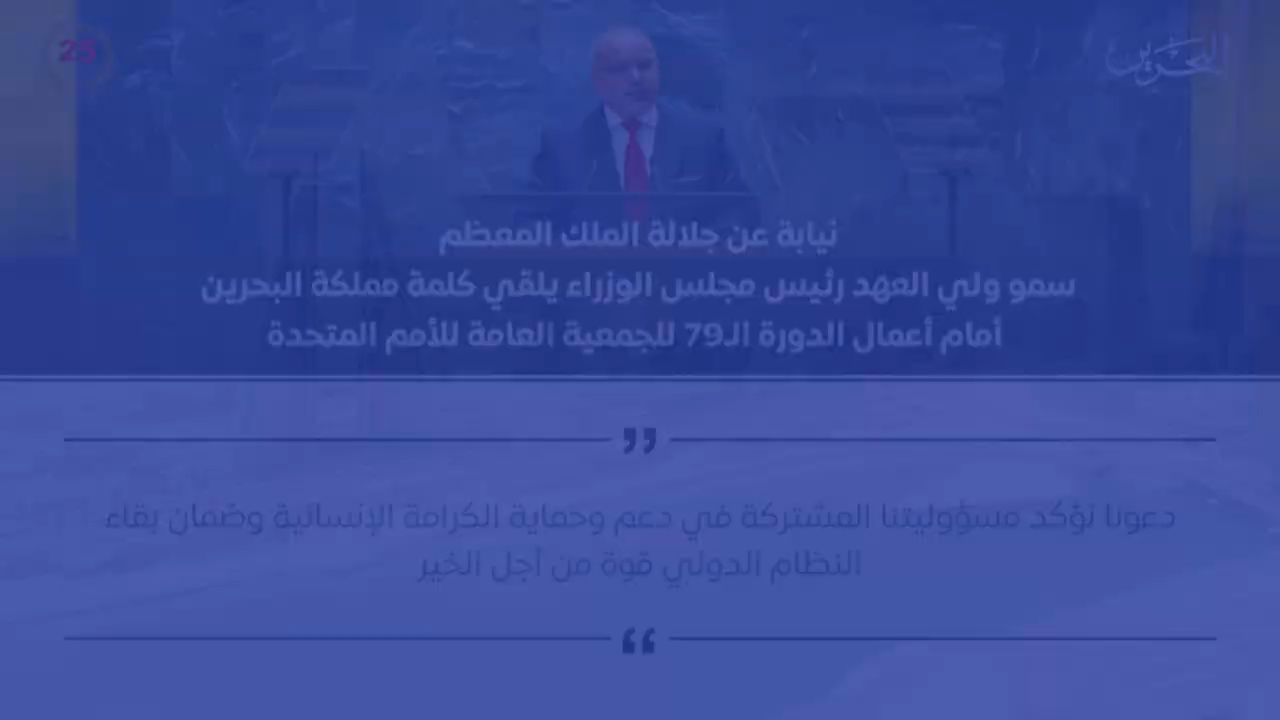 25
البحرين
نيابة عن جلالة الملك المعظم
سمو ولي العهد رئيس مجلس الوزراء يلقي كلمة مملكة البحرين
أمام أعمال الدورة الـ79 للجمعية العامة للأمم المتحدة
دعونا نؤكد مسؤوليتنا المشتركة في دعم وحماية الكرامة الإنسانية وضمان بقاء
النظام الدولي قوة من أجل الخير